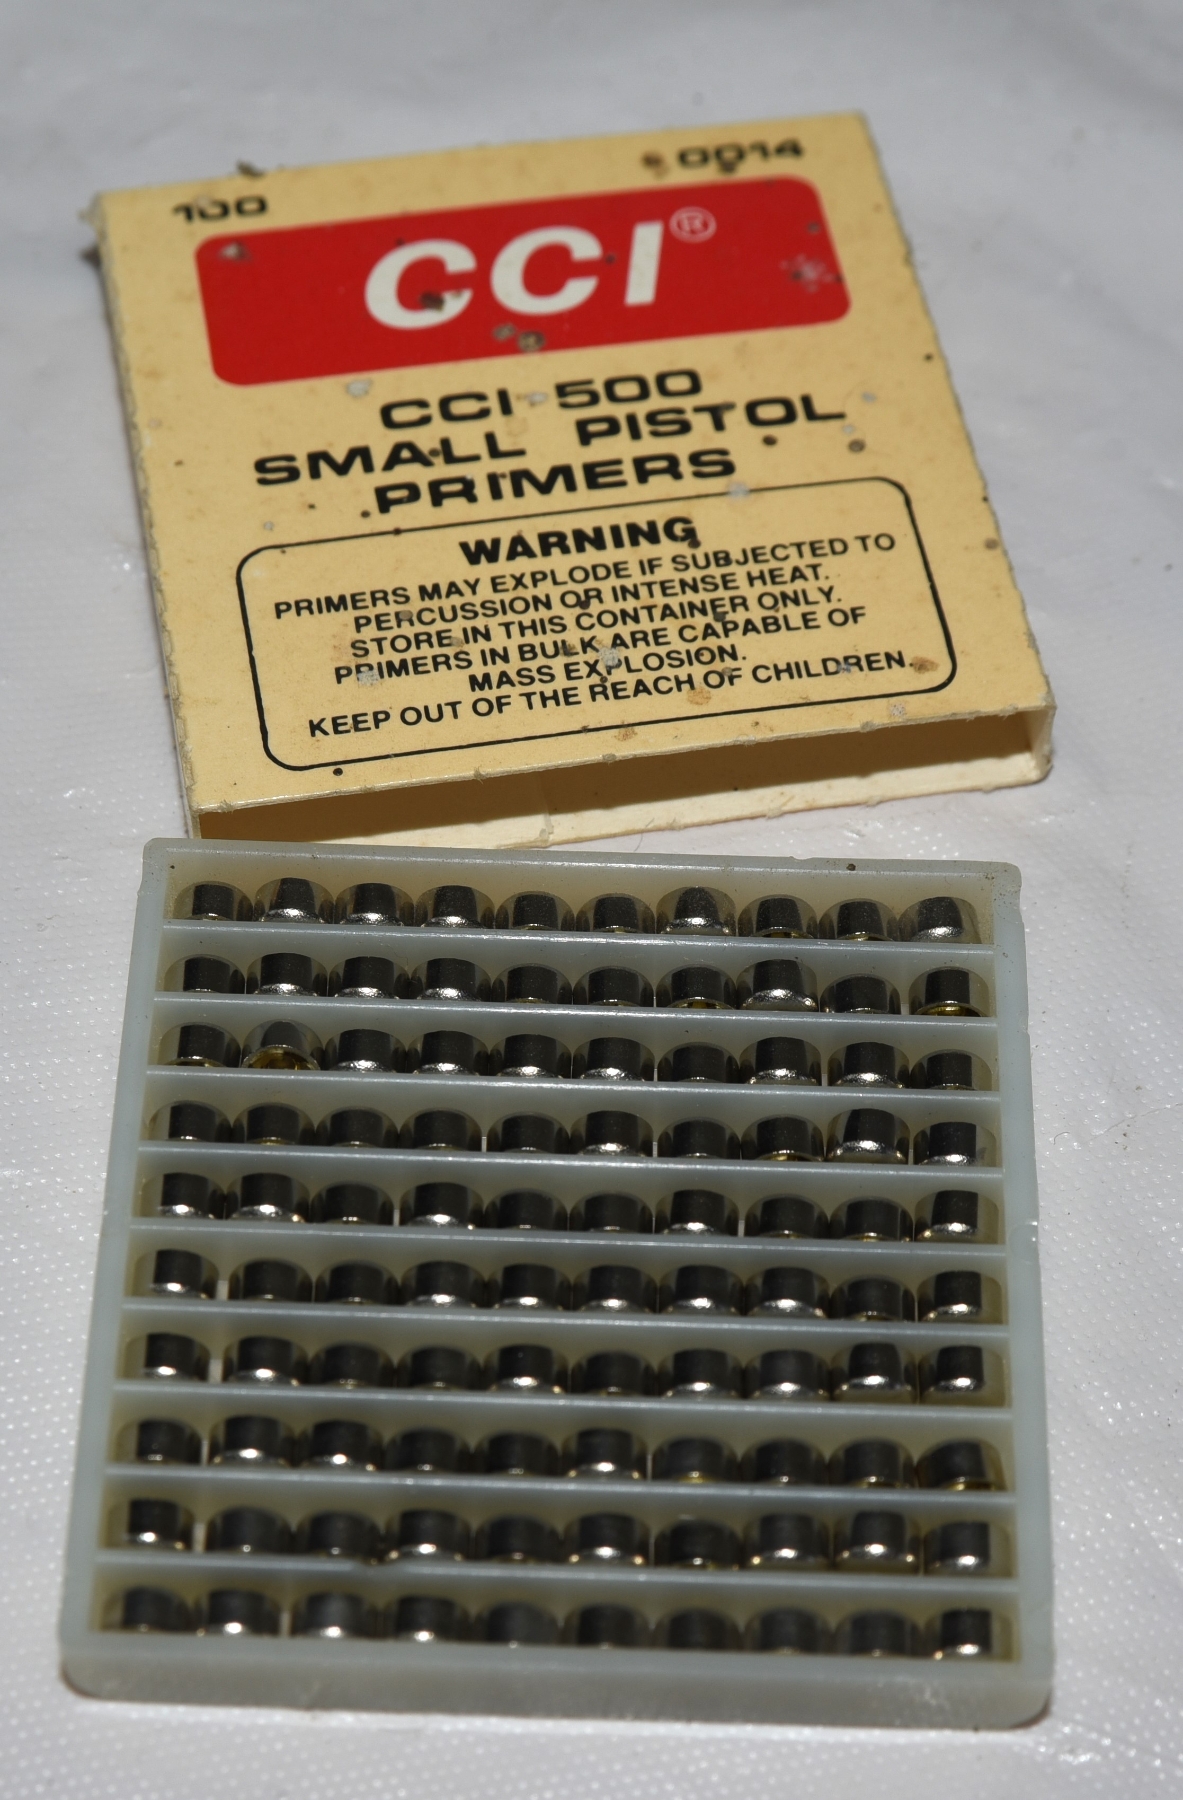 100 0014
CCI®
CCI 500
SMALL PISTOL
PRIMERS
WARNING
PRIMERS MAY EXPLODE IF SUBJECTED TO
PERCUSSION OR INTENSE HEAT.
STORE IN THIS CONTAINER ONLY.
PRIMERS IN BULK ARE CAPABLE OF
MASS EXPLOSION.
KEEP OUT OF THE REACH OF CHILDREN.